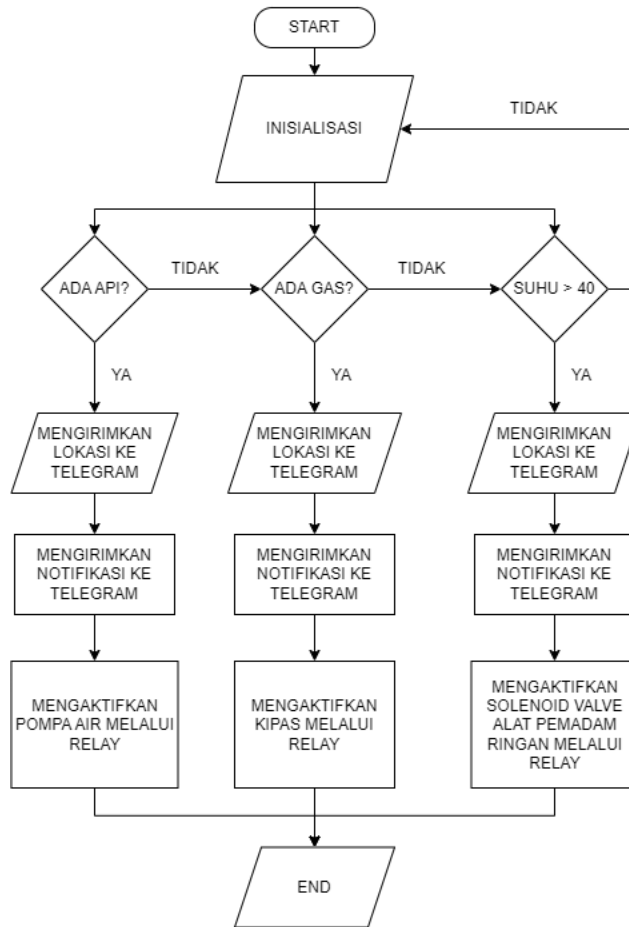 START
INISIALISASI
TIDAK
ADA API?
TIDAK
ADA GAS?
TIDAK
SUHU > 40
YA
YA
YA
MENGIRIMKAN
LOKASI KE
TELEGRAM
MENGIRIMKAN
LOKASI KE
TELEGRAM
MENGIRIMKAN
LOKASI KE
TELEGRAM
MENGIRIMKAN
NOTIFIKASI KE
TELEGRAM
MENGIRIMKAN
NOTIFIKASI KE
TELEGRAM
MENGIRIMKAN
NOTIFIKASI KE
TELEGRAM
MENGAKTIFKAN
POMPA AIR MELALUI
RELAY
MENGAKTIFKAN
KIPAS MELALUI
RELAY
MENGAKTIFKAN
SOLENOID VALVE
ALAT PEMADAM
RINGAN MELALUI
RELAY
END